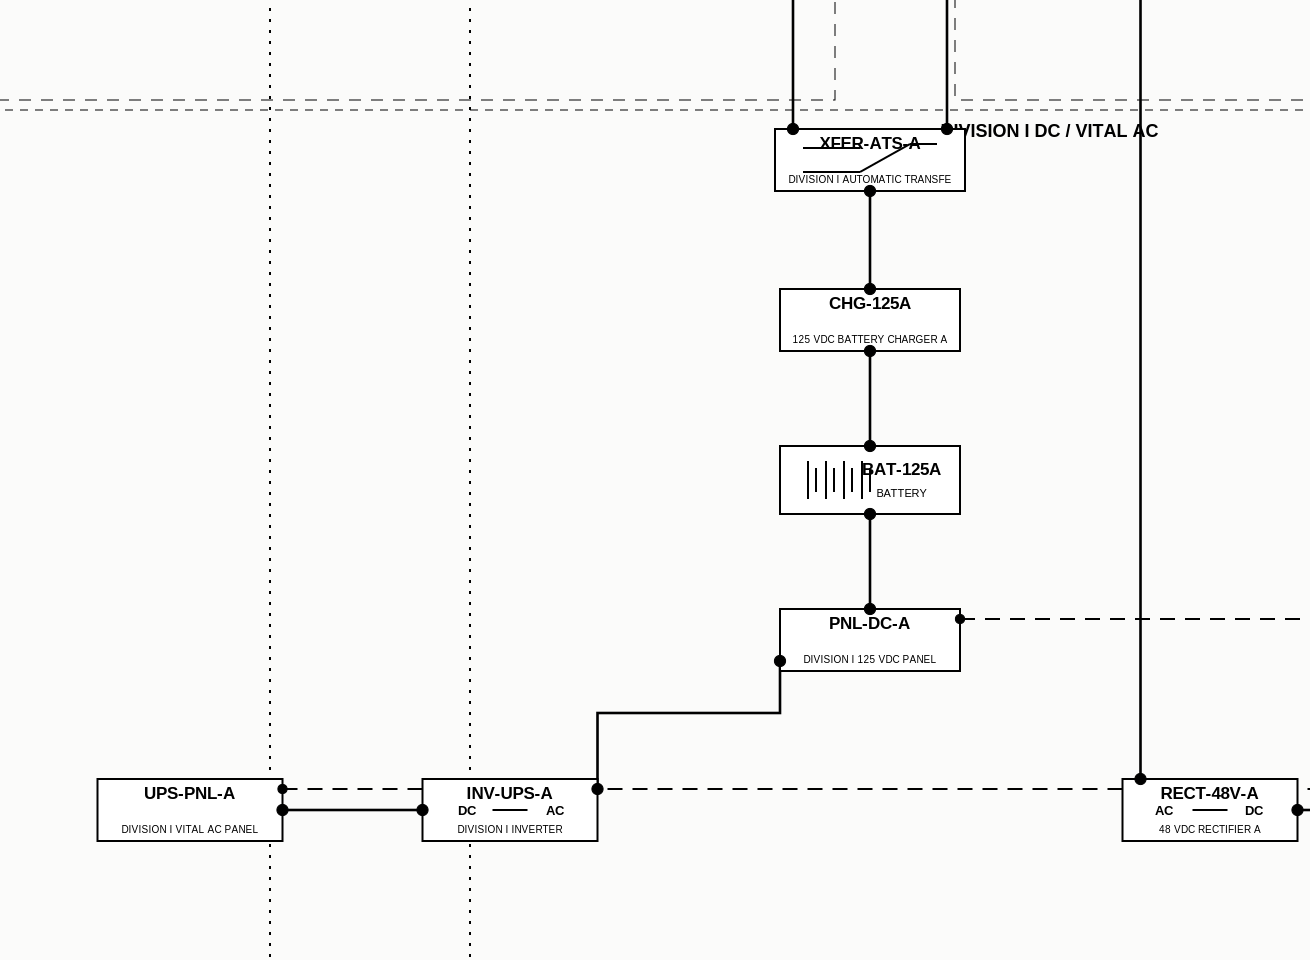 DIVISION I DC / VITAL AC
XFER-ATS-A
DIVISION I AUTOMATIC TRANSFE
CHG-125A
125 VDC BATTERY CHARGER A
BAT-125A
BATTERY
PNL-DC-A
DIVISION I 125 VDC PANEL
UPS-PNL-A
DIVISION I VITAL AC PANEL
INV-UPS-A
DC AC
DIVISION I INVERTER
RECT-48V-A
AC DC
48 VDC RECTIFIER A